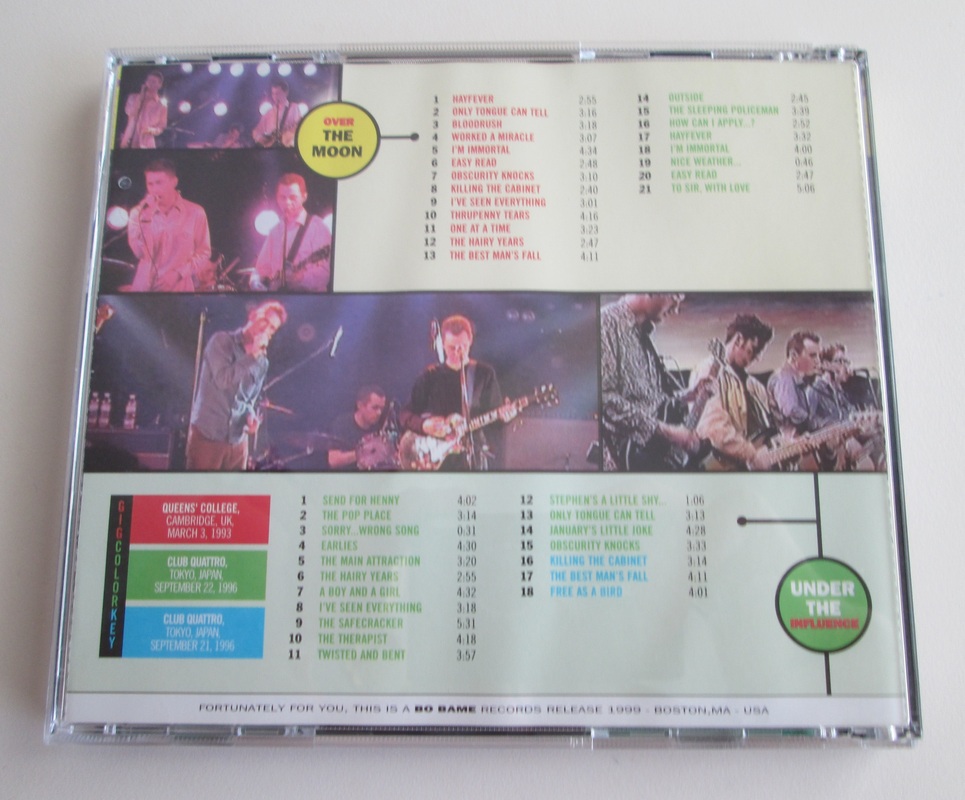 OVER
THE
MOON
1 HAYFEVER 2:55
2 ONLY TONGUE CAN TELL 3:16
3 BLOODRUSH 3:18
4 WORKED A MIRACLE 3:07
5 I'M IMMORTAL 4:34
6 EASY READ 2:48
7 OBSCURITY KNOCKS 3:10
8 KILLING THE CABINET 2:40
9 I'VE SEEN EVERYTHING 3:01
10 THRUPENNY TEARS 4:16
11 ONE AT A TIME 3:23
12 THE HAIRY YEARS 2:47
13 THE BEST MAN'S FALL 4:11
14 OUTSIDE 2:45
15 THE SLEEPING POLICEMAN 3:39
16 HOW CAN I APPLY...? 2:52
17 HAYFEVER 3:32
18 I'M IMMORTAL 4:00
19 NICE WEATHER... 0:46
20 EASY READ 2:47
21 TO SIR, WITH LOVE 5:06
GIGCOLORKEY
QUEENS' COLLEGE,
CAMBRIDGE, UK,
MARCH 3, 1993
CLUB QUATTRO,
TOKYO, JAPAN,
SEPTEMBER 22, 1996
CLUB QUATTRO,
TOKYO, JAPAN,
SEPTEMBER 21, 1996
1 SEND FOR HENNY 4:02
2 THE POP PLACE 3:14
3 SORRY...WRONG SONG 0:31
4 EARLIES 4:30
5 THE MAIN ATTRACTION 3:20
6 THE HAIRY YEARS 2:55
7 A BOY AND A GIRL 4:32
8 I'VE SEEN EVERYTHING 3:18
9 THE SAFECRACKER 5:31
10 THE THERAPIST 4:18
11 TWISTED AND BENT 3:57
12 STEPHEN'S A LITTLE SHY... 1:06
13 ONLY TONGUE CAN TELL 3:13
14 JANUARY'S LITTLE JOKE 4:28
15 OBSCURITY KNOCKS 3:33
16 KILLING THE CABINET 3:14
17 THE BEST MAN'S FALL 4:11
18 FREE AS A BIRD 4:01
UNDER
THE
INFLUENCE
FORTUNATELY FOR YOU, THIS IS A BO BAME RECORDS RELEASE 1999 - BOSTON,MA - USA